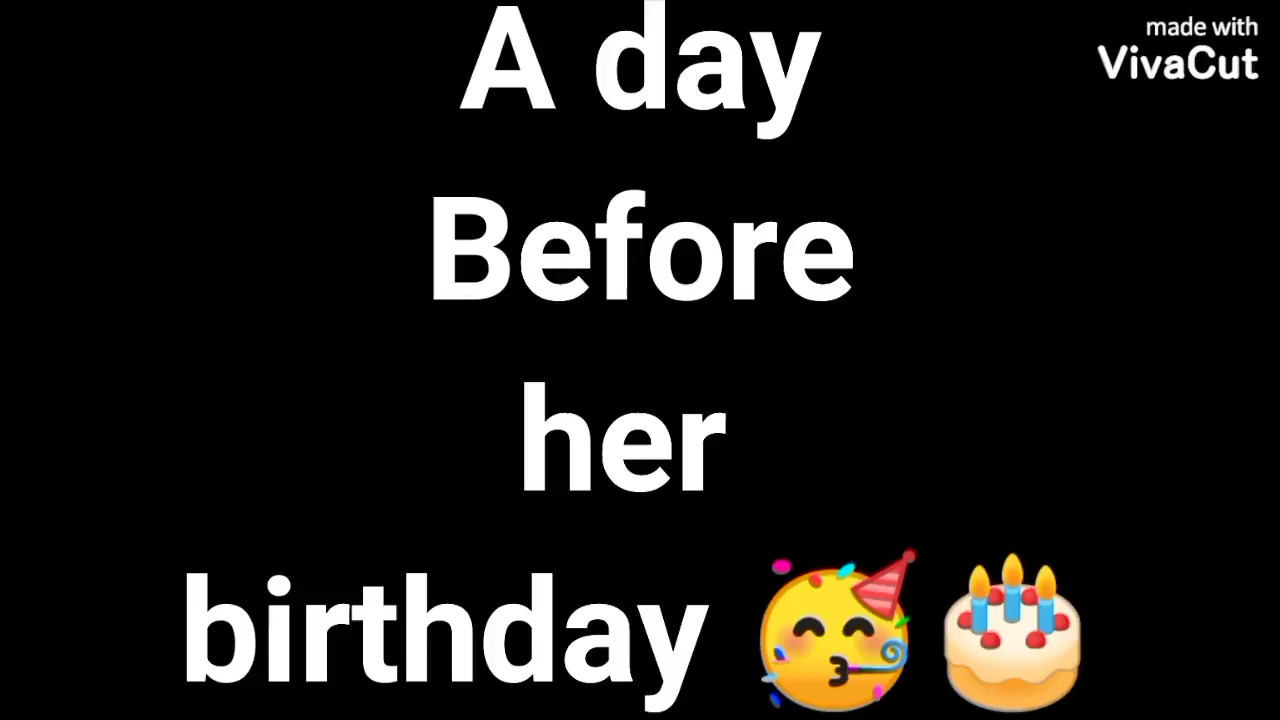 made with
VivaCut
A day
Before
her
birthday 🥳🎂